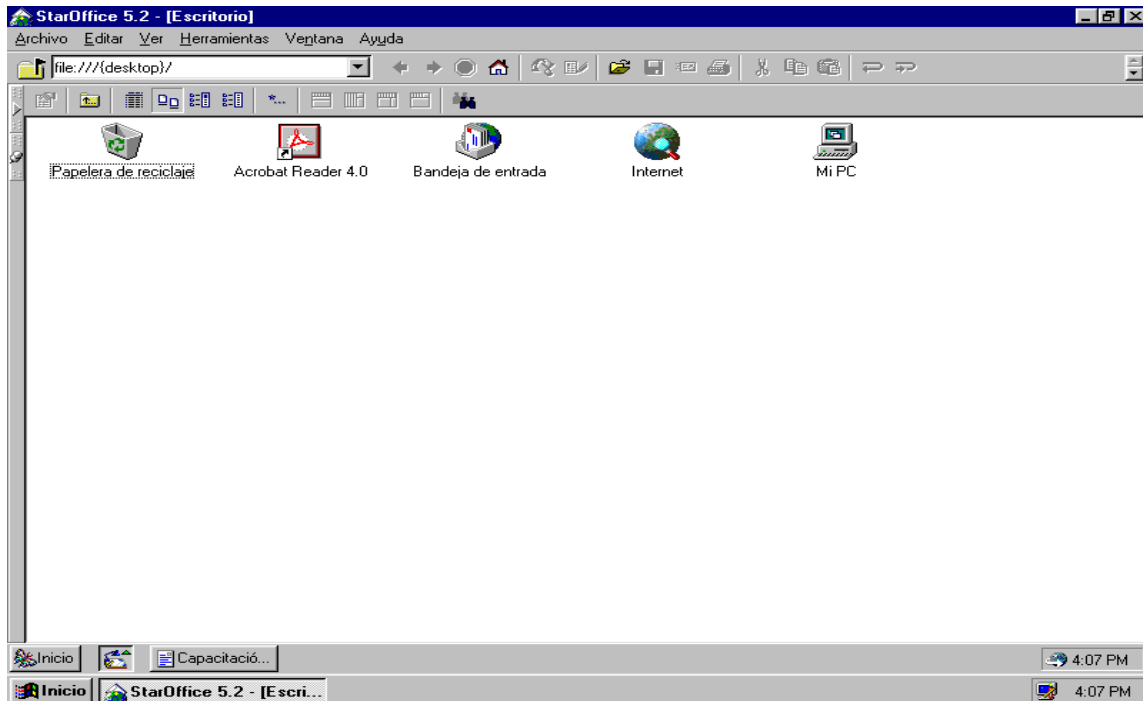 StarOffice 5.2 - [Escritorio]
Archivo Editar Ver Herramientas Ventana Ayuda
file:///{desktop}/
Papelera de reciclaje Acrobat Reader 4.0 Bandeja de entrada Internet Mi PC
Inicio Capacitació... 4:07 PM
Inicio StarOffice 5.2 - [Escri... 4:07 PM